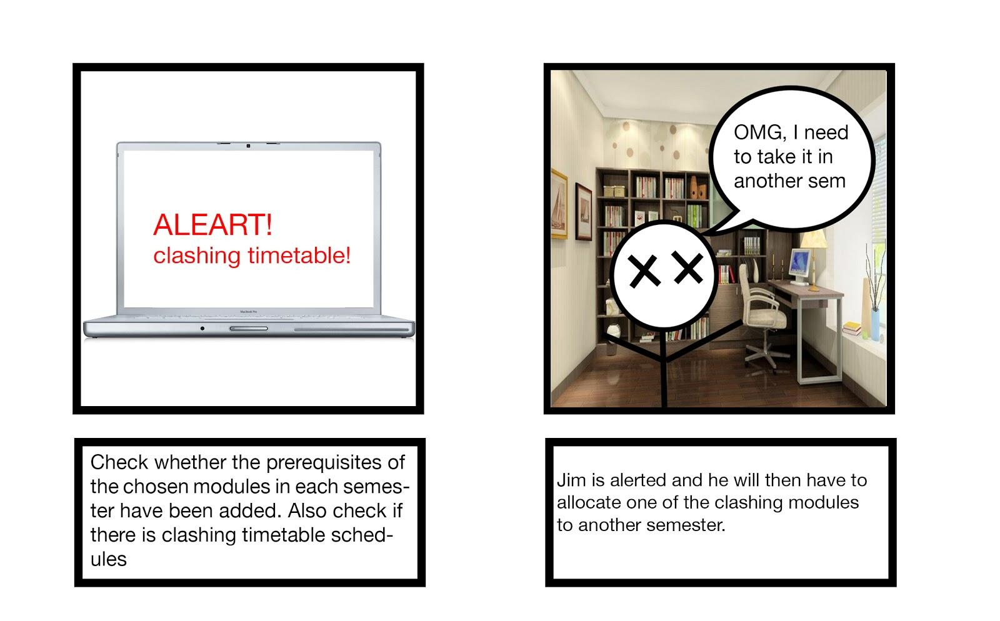 ALEART!
clashing timetable!
MacBook Pro
Check whether the prerequisites of
the chosen modules in each semes-
ter have been added. Also check if
there is clashing timetable sched-
ules
OMG, I need
to take it in
another sem
Jim is alerted and he will then have to
allocate one of the clashing modules
to another semester.